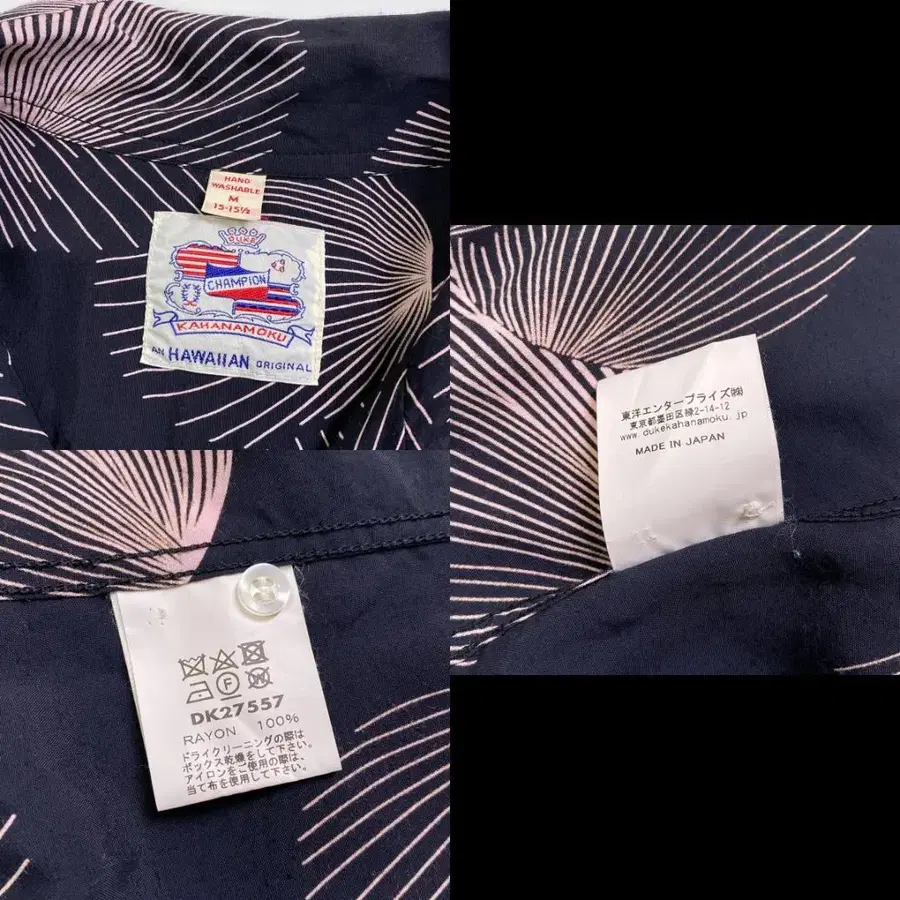 HAND
WASHABLE
M
15-15½
DUKE
CHAMPION
KAHANAMOKU
AN HAWAIIAN ORIGINAL
東洋エンタープライズ㈱
東京都墨田区緑2-14-12
www.dukekahanamoku.jp
MADE IN JAPAN
F
W
DK27557
RAYON 100%
ドライクリーニングの際は
ボックス乾燥をして下さい。
アイロンをご使用の際は、
当て布を使用して下さい。